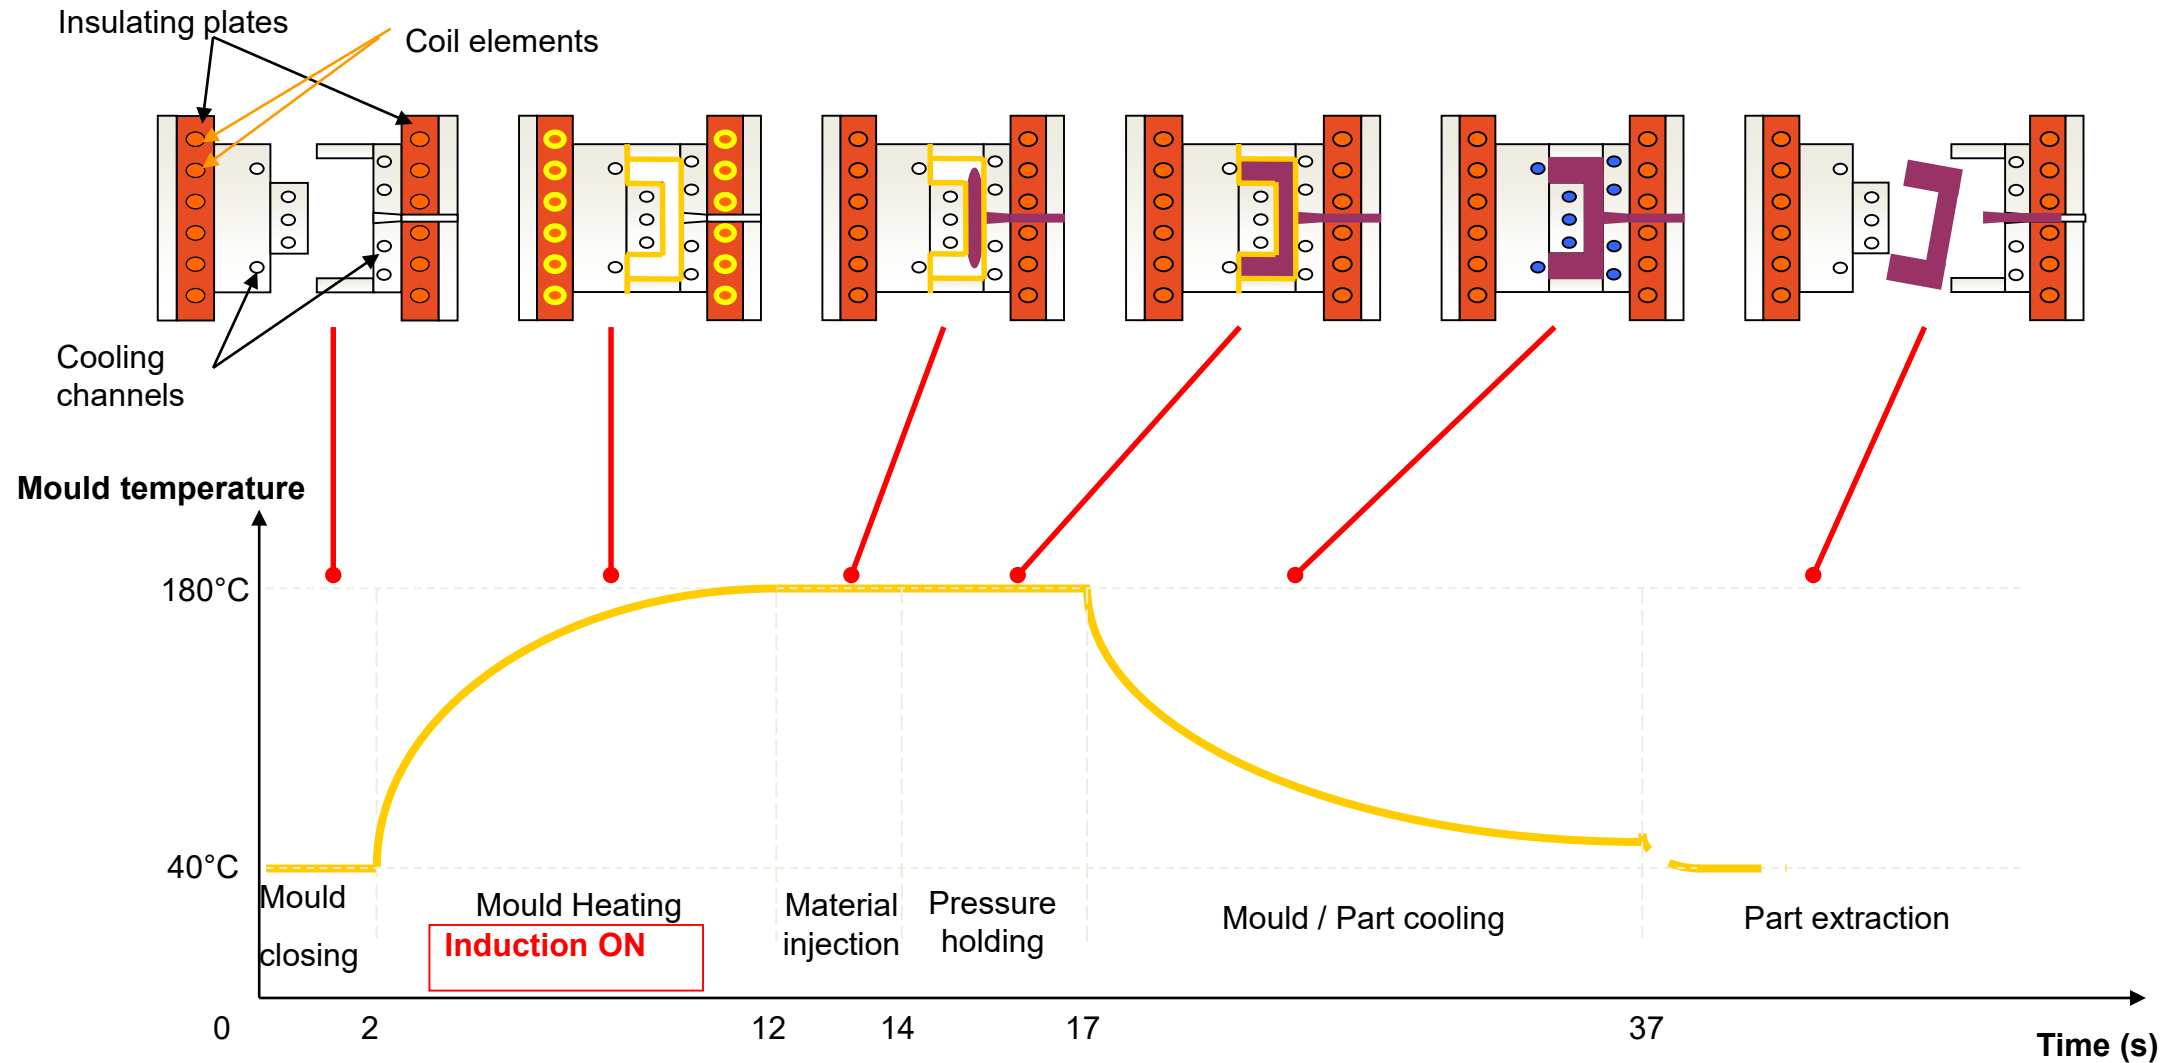 Insulating plates
Coil elements
Cooling
channels
Mould temperature
180°C
40°C
Mould
closing
Mould Heating
Induction ON
Material
injection
Pressure
holding
Mould / Part cooling
Part extraction
0
2
12
14
17
37
Time (s)